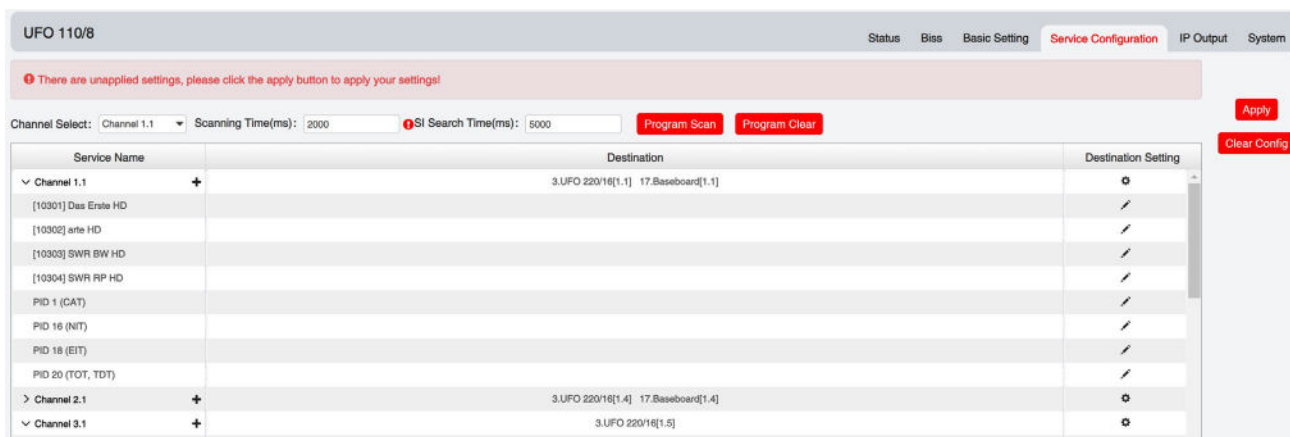 UFO 110/8
Status Biss Basic Setting Service Configuration IP Output System
There are unapplied settings, please click the apply button to apply your settings!
Apply
Channel Select: Channel 1.1 Scanning Time(ms): 2000 SI Search Time(ms): 5000 Program Scan Program Clear
Clear Config
Service Name Destination Destination Setting
Channel 1.1 + 3.UFO 220/16[1.1] 17.Baseboard[1.1]
[10301] Das Erste HD
[10302] arte HD
[10303] SWR BW HD
[10304] SWR RP HD
PID 1 (CAT)
PID 16 (NIT)
PID 18 (EIT)
PID 20 (TOT, TDT)
Channel 2.1 + 3.UFO 220/16[1.4] 17.Baseboard[1.4]
Channel 3.1 + 3.UFO 220/16[1.5]